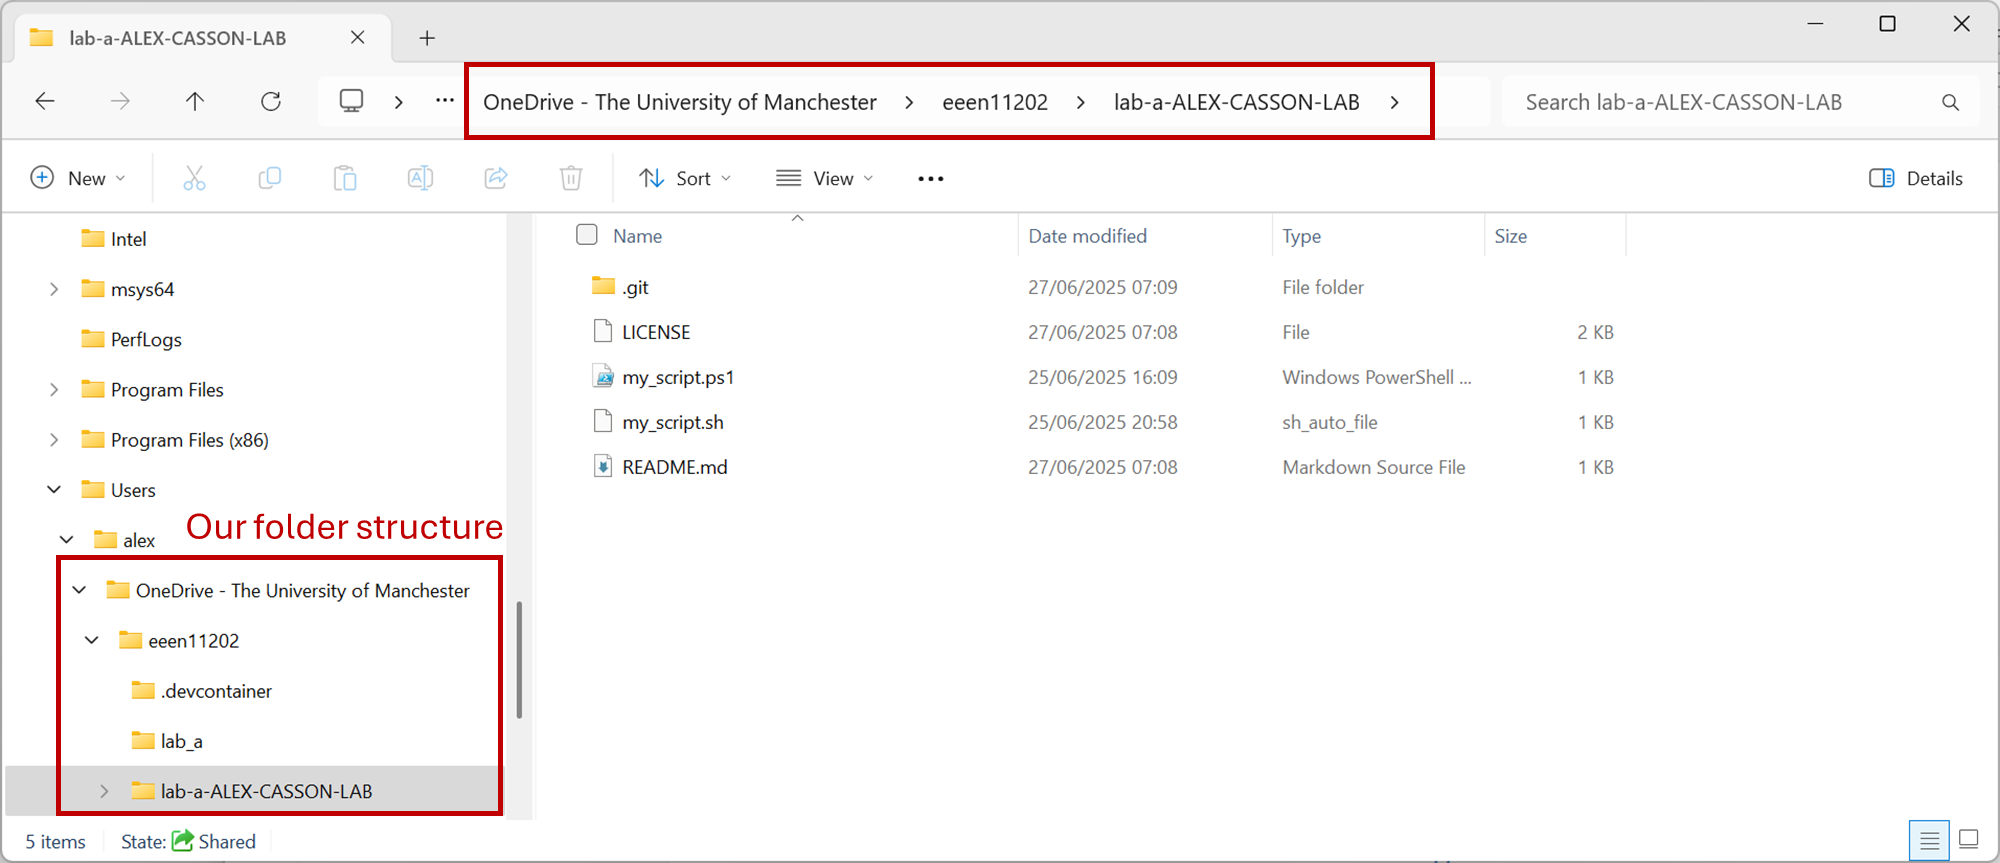 lab-a-ALEX-CASSON-LAB
OneDrive - The University of Manchester > eeen11202 > lab-a-ALEX-CASSON-LAB >
Search lab-a-ALEX-CASSON-LAB
New
Sort
View
Details
Intel
msys64
PerfLogs
Program Files
Program Files (x86)
Users
alex
Our folder structure
OneDrive - The University of Manchester
eeen11202
.devcontainer
lab_a
lab-a-ALEX-CASSON-LAB
Name Date modified Type Size
.git 27/06/2025 07:09 File folder
LICENSE 27/06/2025 07:08 File 2 KB
my_script.ps1 25/06/2025 16:09 Windows PowerShell ... 1 KB
my_script.sh 25/06/2025 20:58 sh_auto_file 1 KB
README.md 27/06/2025 07:08 Markdown Source File 1 KB
5 items State: Shared